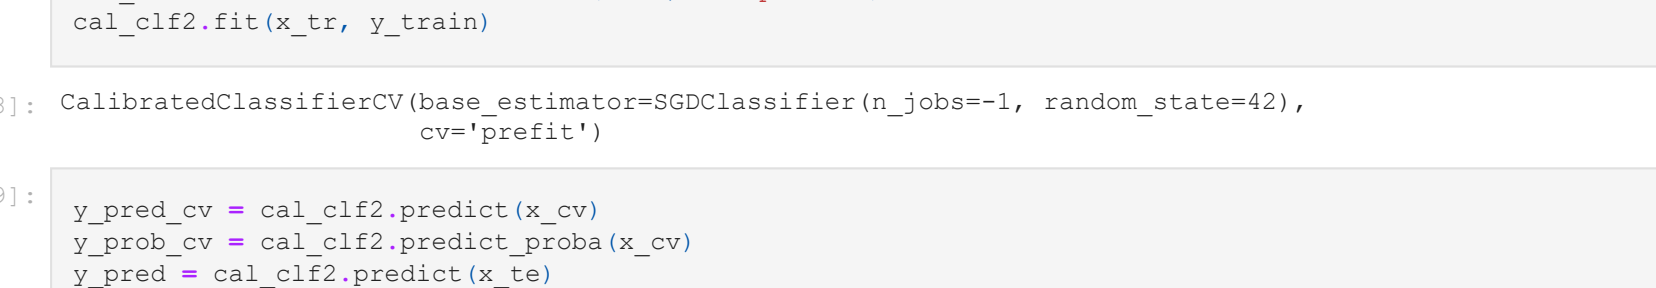 cal_clf2.fit(x_tr, y_train)
]: CalibratedClassifierCV(base_estimator=SGDClassifier(n_jobs=-1, random_state=42),
cv='prefit')
]:
y_pred_cv = cal_clf2.predict(x_cv)
y_prob_cv = cal_clf2.predict_proba(x_cv)
y_pred = cal_clf2.predict(x_te)